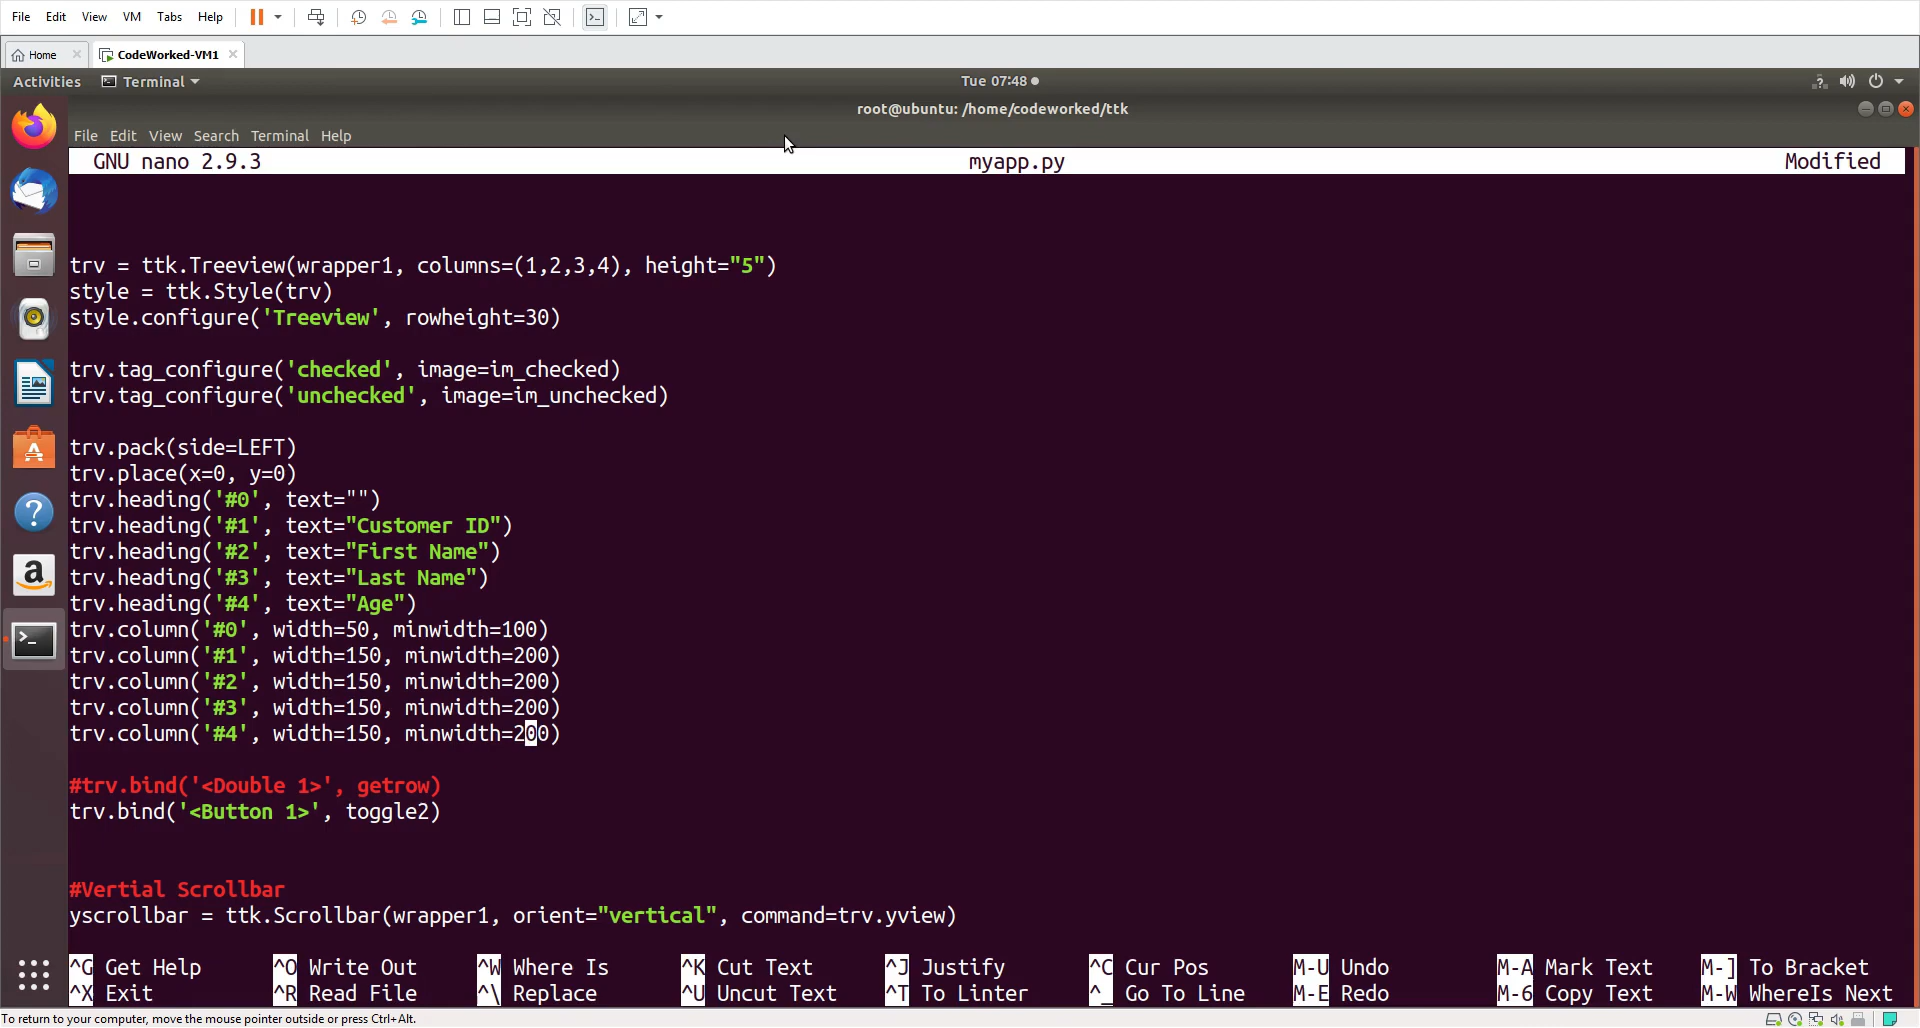 File Edit View VM Tabs Help
Home CodeWorked-VM1
Activities Terminal Tue 07:48
root@ubuntu: /home/codeworked/ttk
File Edit View Search Terminal Help
GNU nano 2.9.3 myapp.py Modified
trv = ttk.Treeview(wrapper1, columns=(1,2,3,4), height="5")
style = ttk.Style(trv)
style.configure('Treeview', rowheight=30)
trv.tag_configure('checked', image=im_checked)
trv.tag_configure('unchecked', image=im_unchecked)
trv.pack(side=LEFT)
trv.place(x=0, y=0)
trv.heading('#0', text="")
trv.heading('#1', text="Customer ID")
trv.heading('#2', text="First Name")
trv.heading('#3', text="Last Name")
trv.heading('#4', text="Age")
trv.column('#0', width=50, minwidth=100)
trv.column('#1', width=150, minwidth=200)
trv.column('#2', width=150, minwidth=200)
trv.column('#3', width=150, minwidth=200)
trv.column('#4', width=150, minwidth=200)
#trv.bind('<Double 1>', getrow)
trv.bind('<Button 1>', toggle2)
#Vertial Scrollbar
yscrollbar = ttk.Scrollbar(wrapper1, orient="vertical", command=trv.yview)
^G Get Help ^O Write Out ^W Where Is ^K Cut Text ^J Justify ^C Cur Pos M-U Undo M-A Mark Text M-] To Bracket
^X Exit ^R Read File ^\ Replace ^U Uncut Text ^T To Linter ^_ Go To Line M-E Redo M-6 Copy Text M-W WhereIs Next
To return to your computer, move the mouse pointer outside or press Ctrl+Alt.